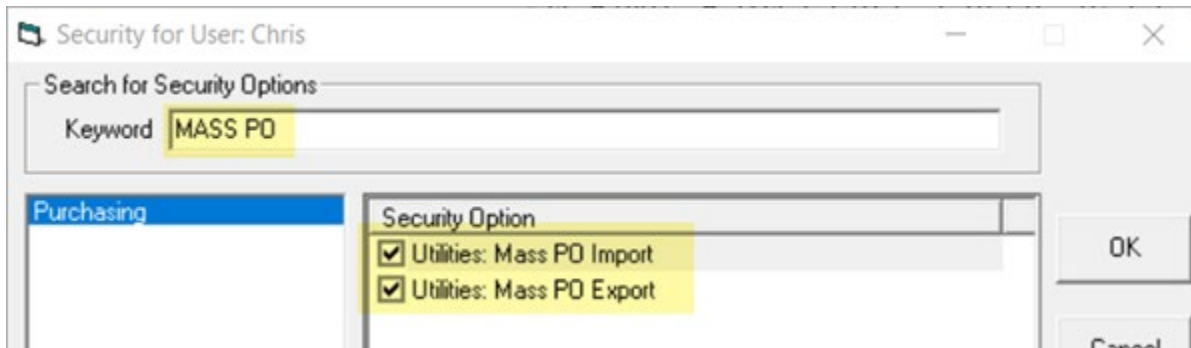 Security for User: Chris
Search for Security Options
Keyword MASS PO
Purchasing
Security Option
Utilities: Mass PO Import
Utilities: Mass PO Export
OK
Cancel